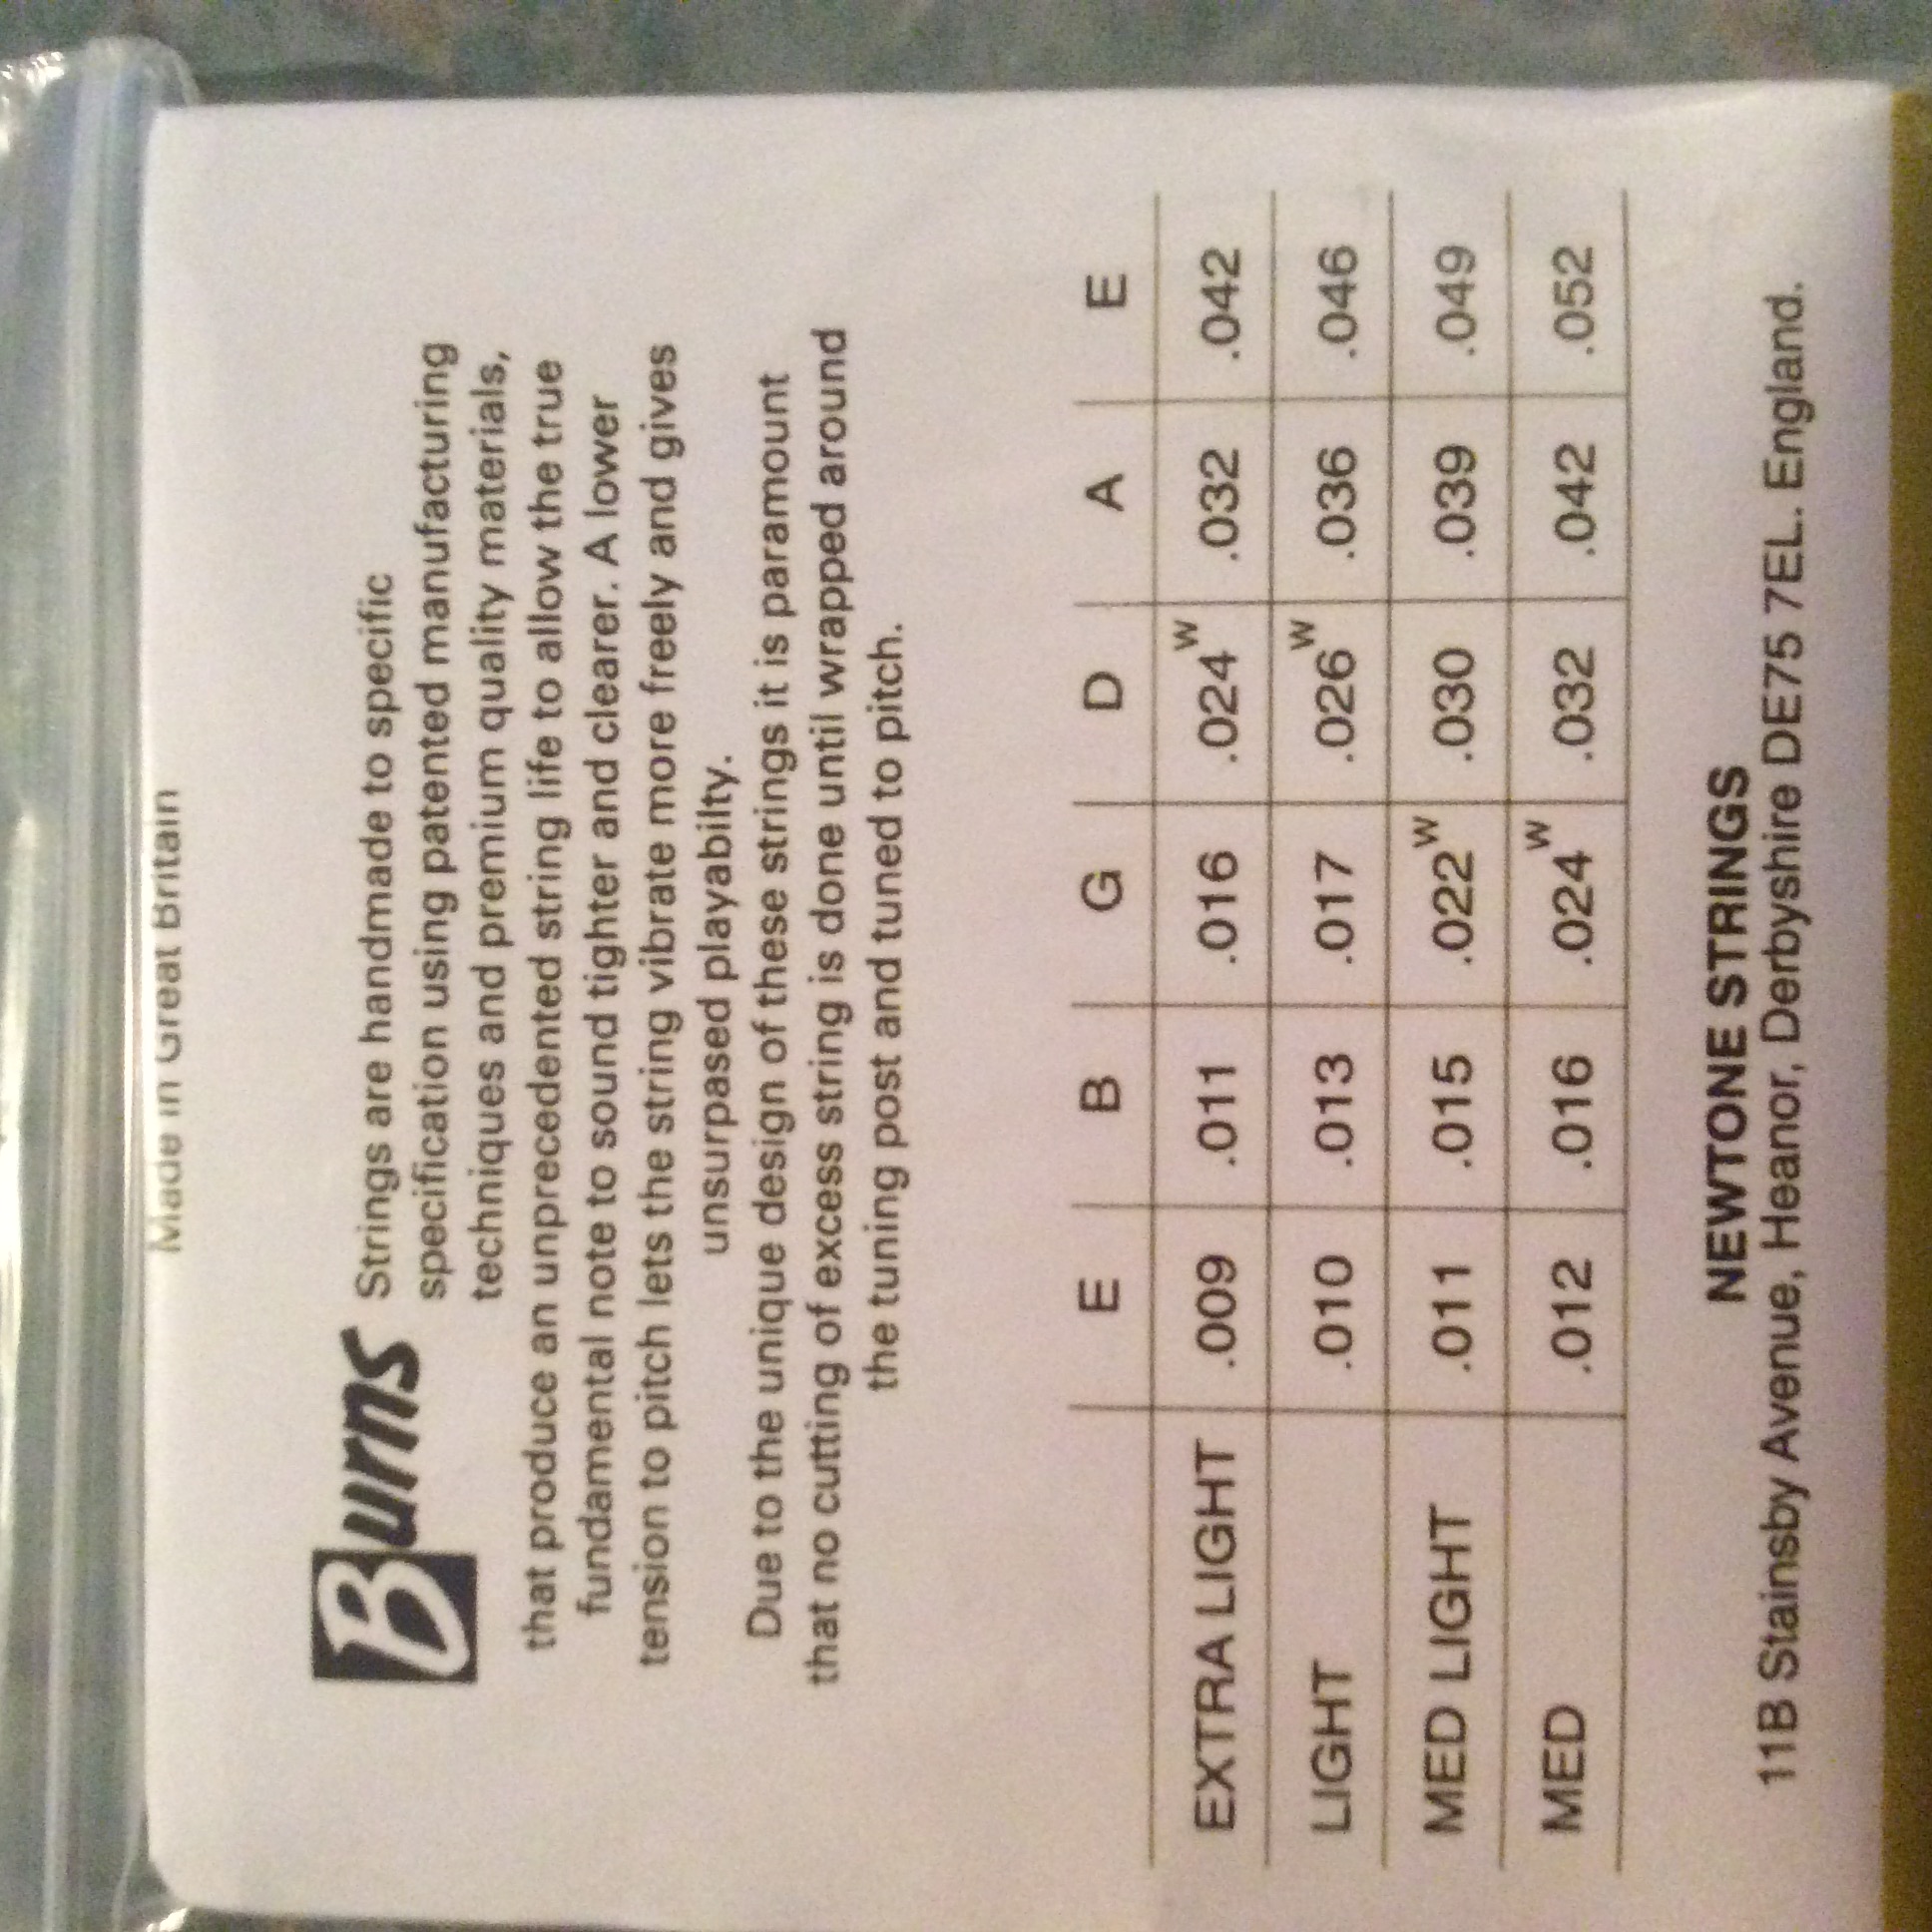 Made in Great Britain
Burns Strings are handmade to specific
specification using patented manufacturing
techniques and premium quality materials,
that produce an unprecedented string life to allow the true
fundamental note to sound tighter and clearer. A lower
tension to pitch lets the string vibrate more freely and gives
unsurpased playabilty.
Due to the unique design of these strings it is paramount
that no cutting of excess string is done until wrapped around
the tuning post and tuned to pitch.
E B G D A E
EXTRA LIGHT .009 .011 .016 .024w .032 .042
LIGHT .010 .013 .017 .026w .036 .046
MED LIGHT .011 .015 .022w .030 .039 .049
MED .012 .016 .024w .032 .042 .052
NEWTONE STRINGS
11B Stainsby Avenue, Heanor, Derbyshire DE75 7EL. England.